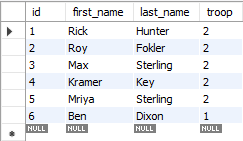 id first_name last_name troop
1 Rick Hunter 2
2 Roy Fokler 2
3 Max Sterling 2
4 Kramer Key 2
5 Mriya Sterling 2
6 Ben Dixon 1
NULL NULL NULL NULL